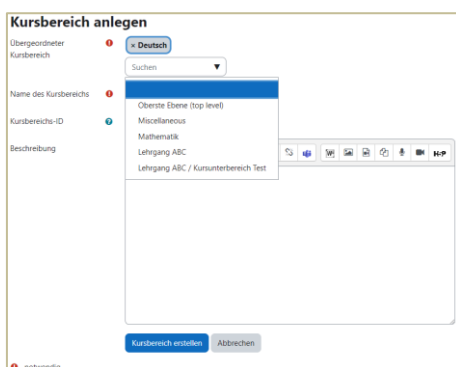 Kursbereich anlegen
Übergeordneter
Kursbereich
× Deutsch
Suchen ▼
Name des Kursbereichs
Oberste Ebene (top level)
Kursbereichs-ID
Miscellaneous
Mathematik
Beschreibung
Lehrgang ABC
Lehrgang ABC / Kursunterbereich Test
H-P
Kursbereich erstellen
Abbrechen
notwendig